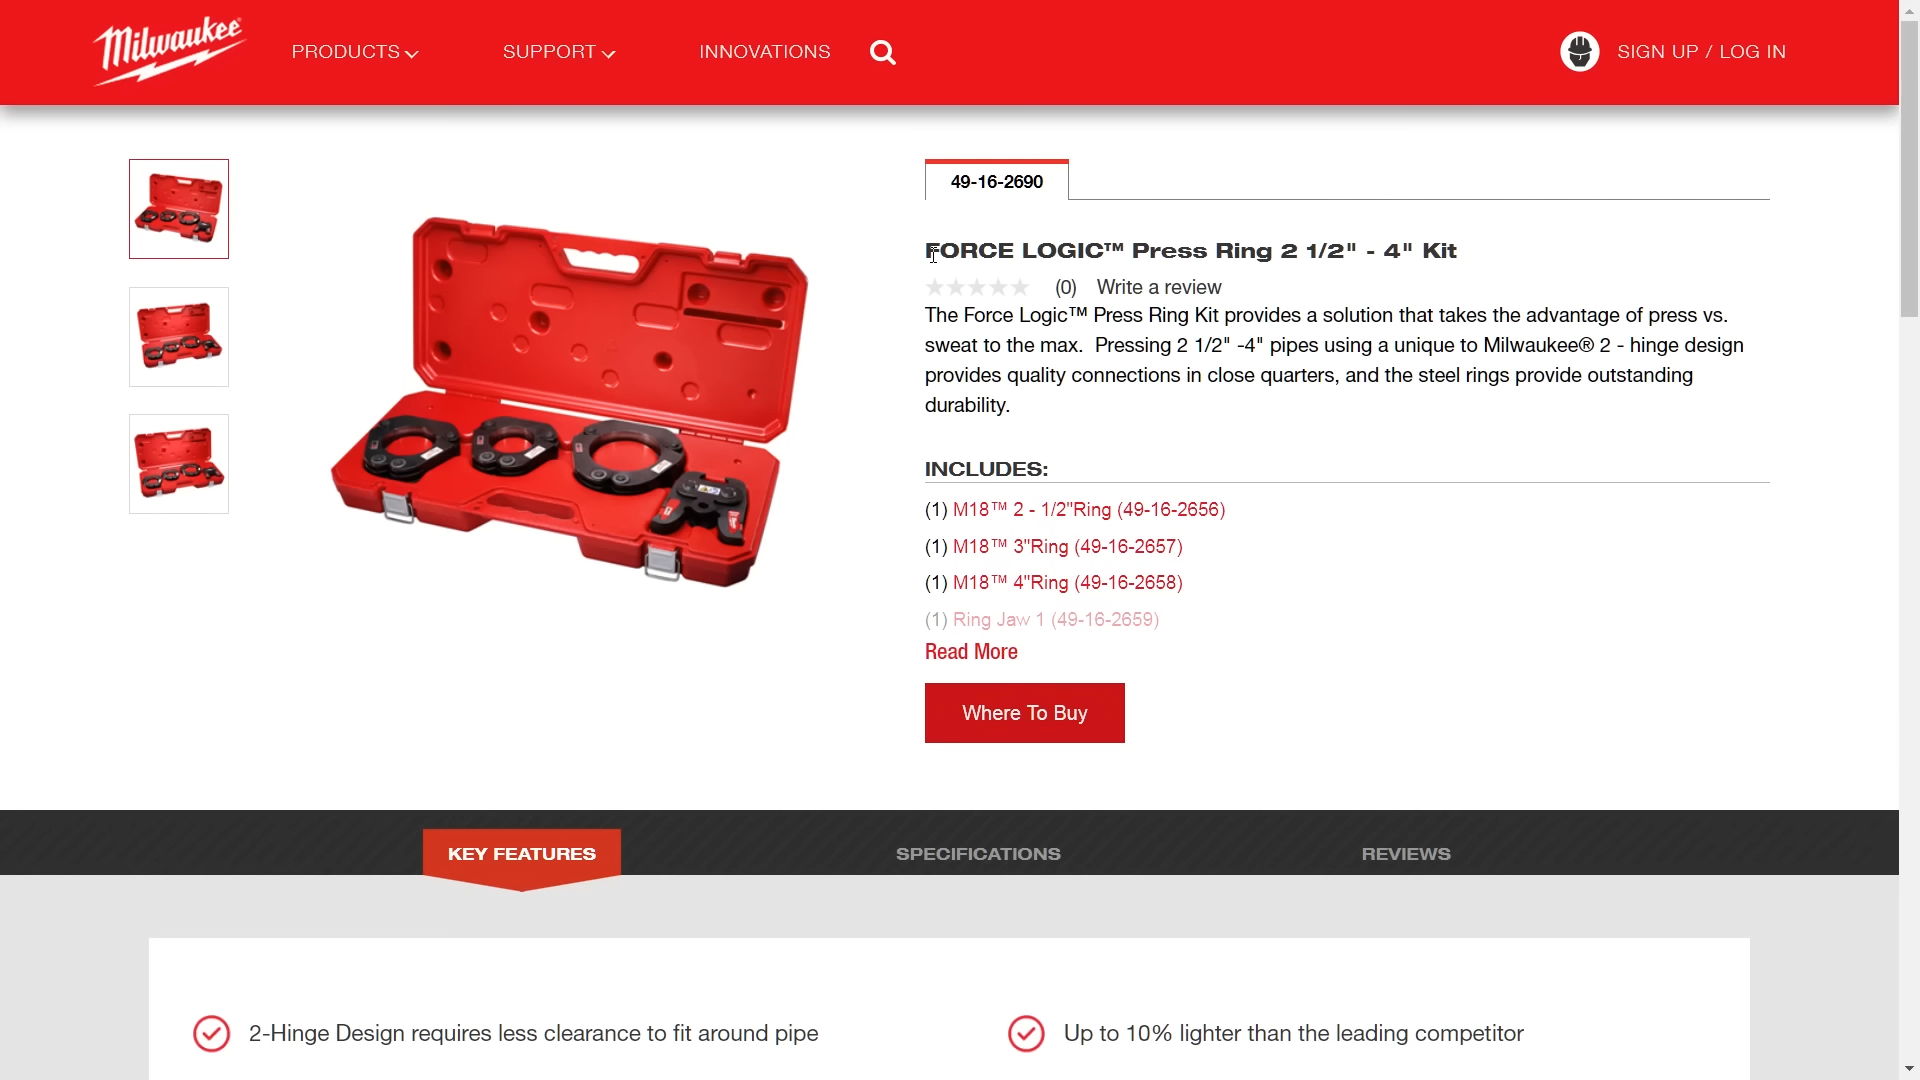 Milwaukee
PRODUCTS
SUPPORT
INNOVATIONS
SIGN UP / LOG IN
49-16-2690
FORCE LOGIC™ Press Ring 2 1/2" - 4" Kit
(0) Write a review
The Force Logic™ Press Ring Kit provides a solution that takes the advantage of press vs.
sweat to the max.  Pressing 2 1/2" -4" pipes using a unique to Milwaukee® 2 - hinge design
provides quality connections in close quarters, and the steel rings provide outstanding
durability.
INCLUDES:
(1) M18™ 2 - 1/2"Ring (49-16-2656)
(1) M18™ 3"Ring (49-16-2657)
(1) M18™ 4"Ring (49-16-2658)
(1) Ring Jaw 1 (49-16-2659)
Read More
Where To Buy
KEY FEATURES
SPECIFICATIONS
REVIEWS
2-Hinge Design requires less clearance to fit around pipe
Up to 10% lighter than the leading competitor